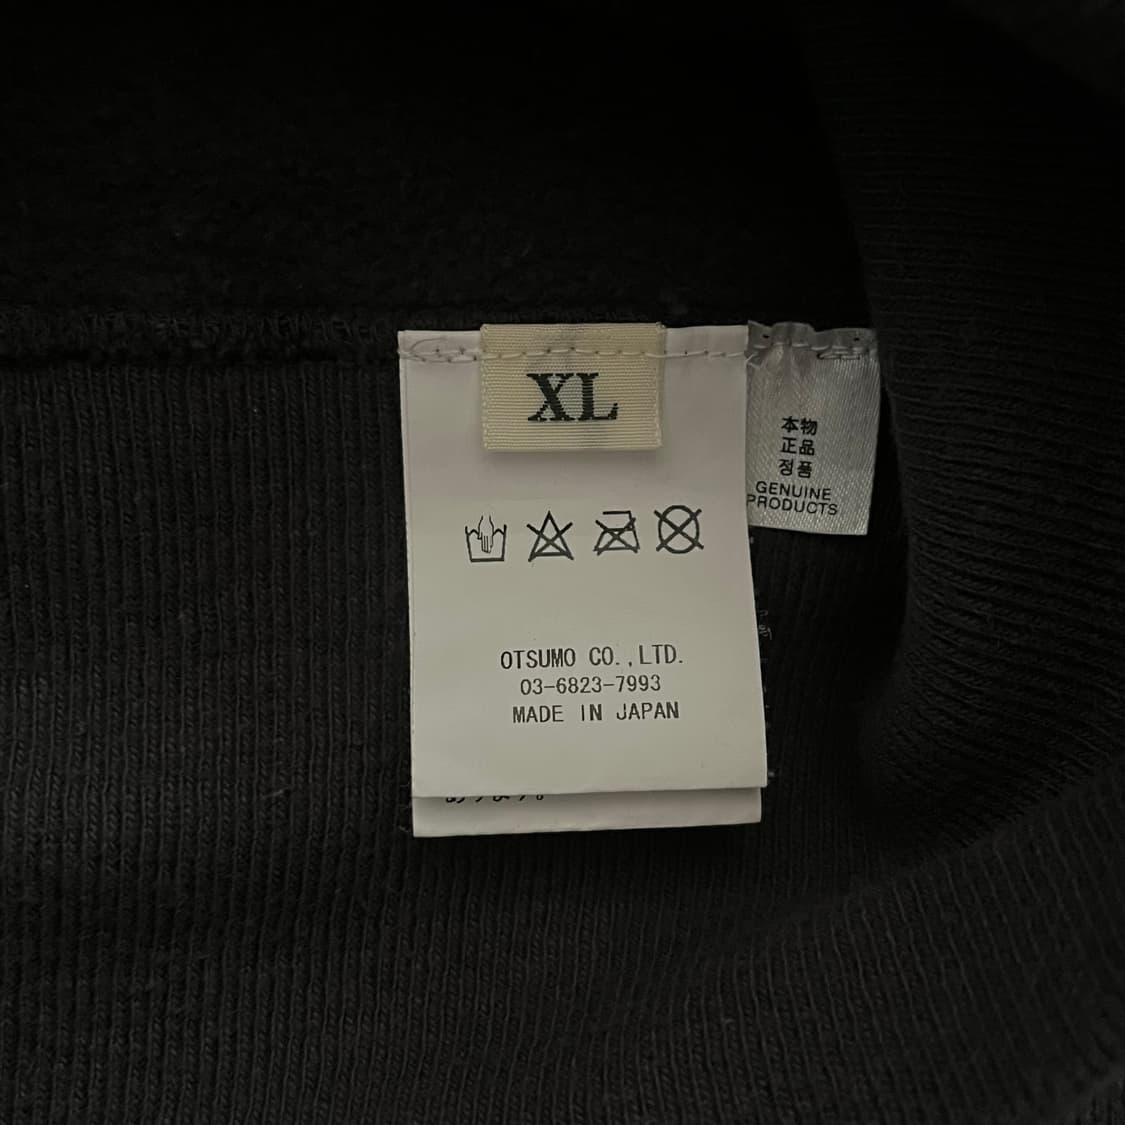 XL
本物
正品
정품
GENUINE
PRODUCTS
OTSUMO CO.,LTD.
03-6823-7993
MADE IN JAPAN